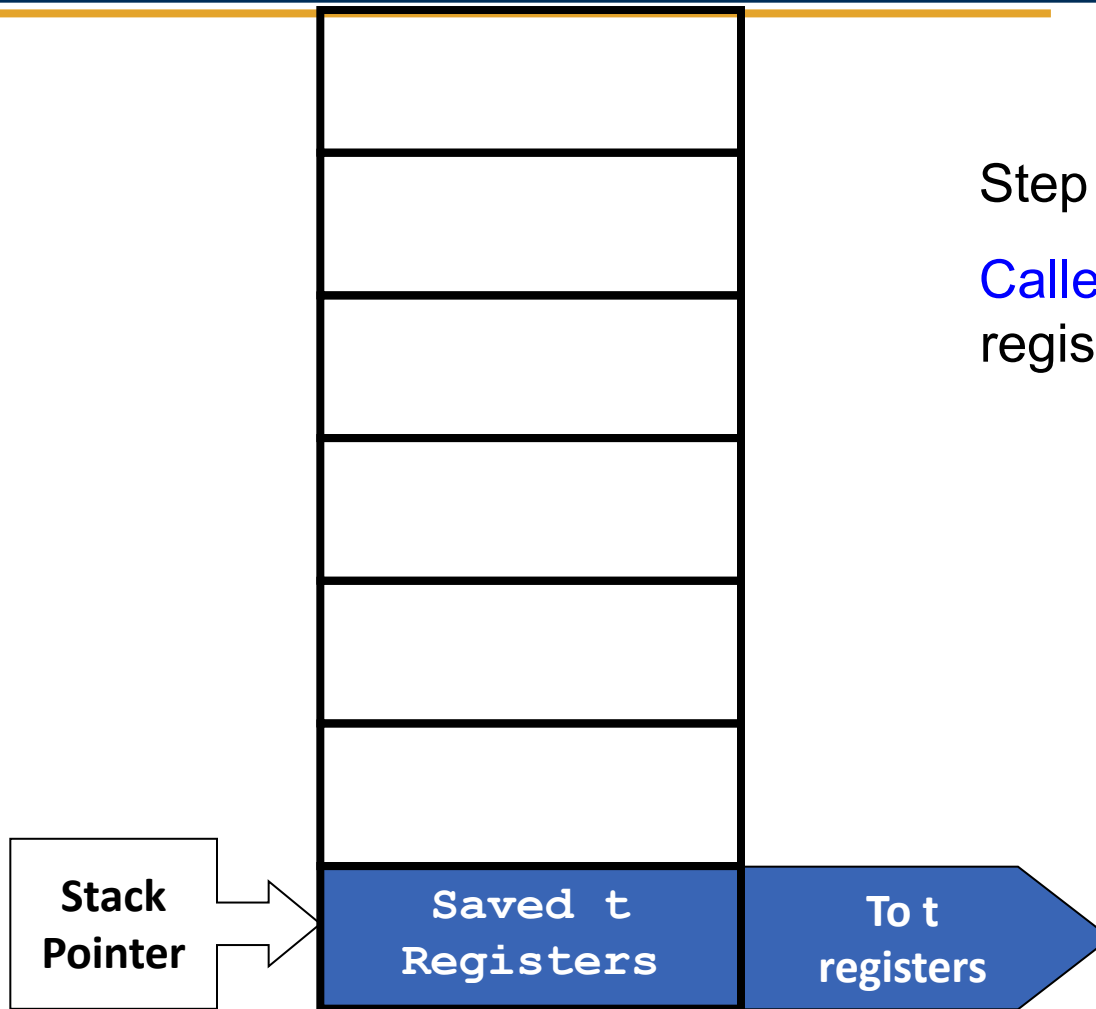 Step
Calle
regis
Stack
Pointer
Saved t
Registers
To t
registers